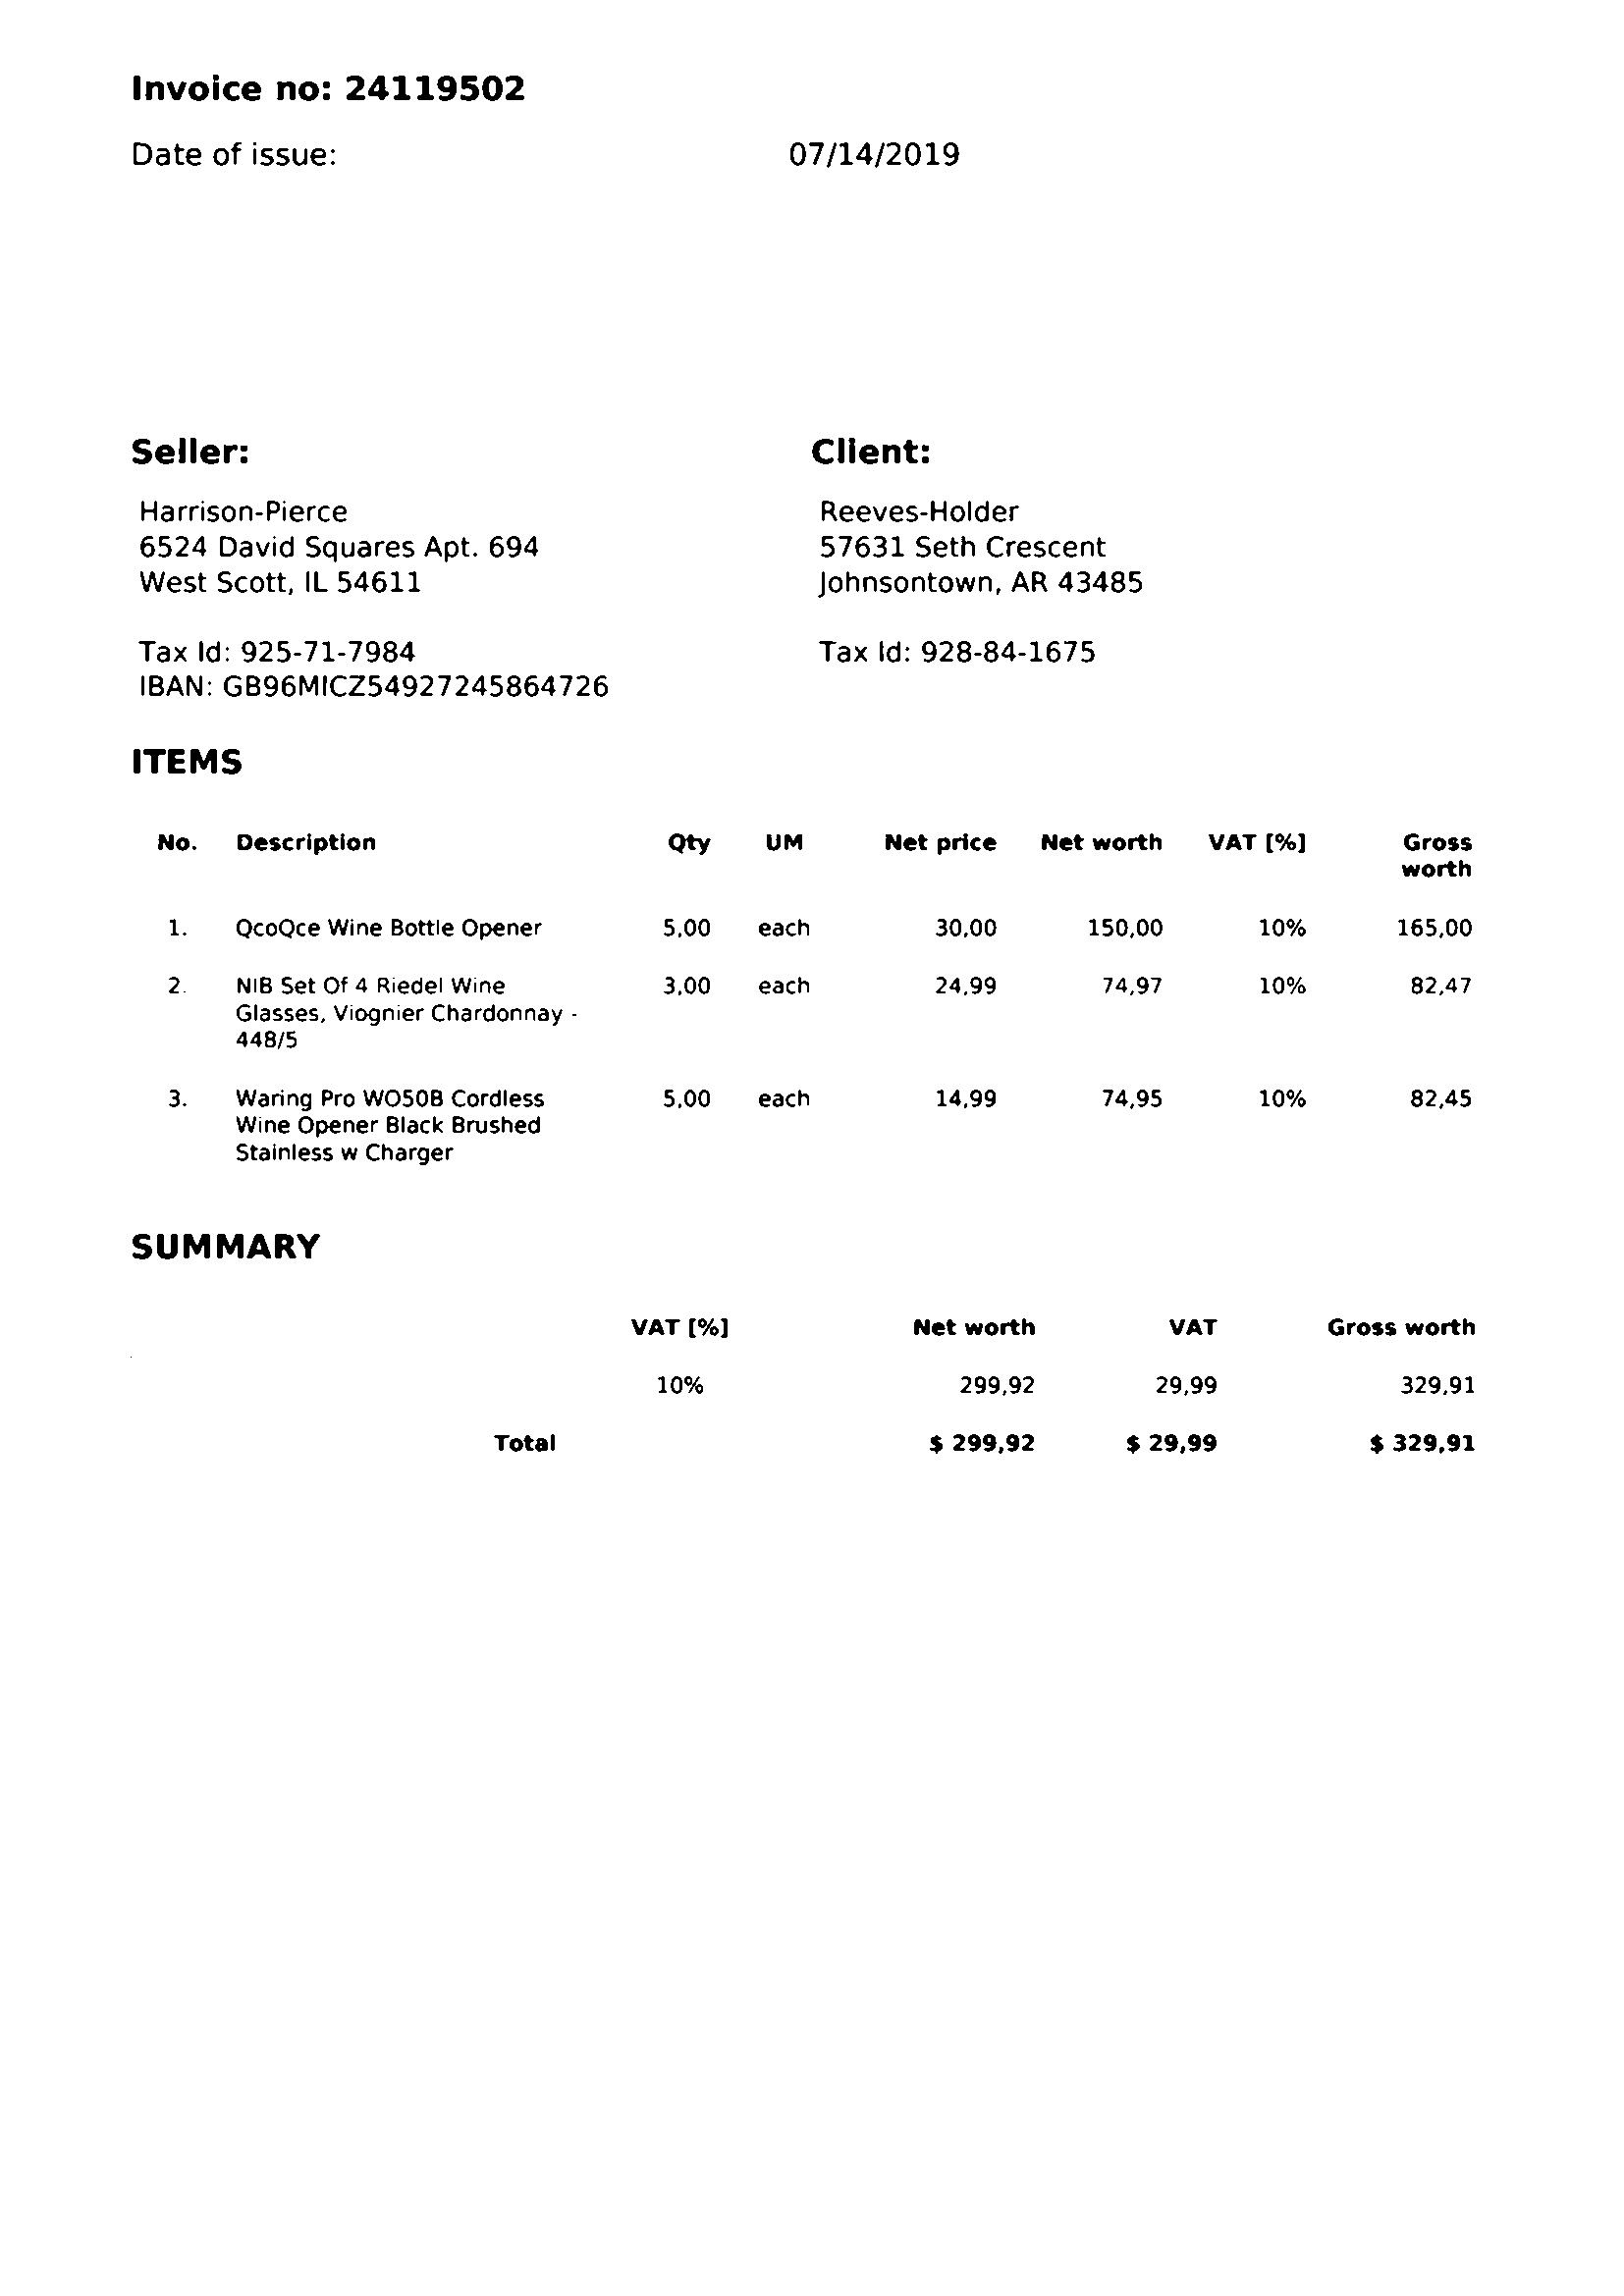 Invoice no: 24119502
Date of issue: 07/14/2019
Seller: Client:
Harrison-Pierce Reeves-Holder
6524 David Squares Apt. 694 57631 Seth Crescent
West Scott, IL 54611 Johnsontown, AR 43485
Tax Id: 925-71-7984 Tax Id: 928-84-1675
IBAN: GB96MICZ54927245864726
ITEMS
No. Description Qty UM Net price Net worth VAT [%] Gross
worth
1. QcoQce Wine Bottle Opener 5,00 each 30,00 150,00 10% 165,00
2. NIB Set Of 4 Riedel Wine 3,00 each 24,99 74,97 10% 82,47
Glasses, Viognier Chardonnay -
448/5
3. Waring Pro WO50B Cordless 5,00 each 14,99 74,95 10% 82,45
Wine Opener Black Brushed
Stainless w Charger
SUMMARY
VAT [%] Net worth VAT Gross worth
10% 299,92 29,99 329,91
Total $ 299,92 $ 29,99 $ 329,91